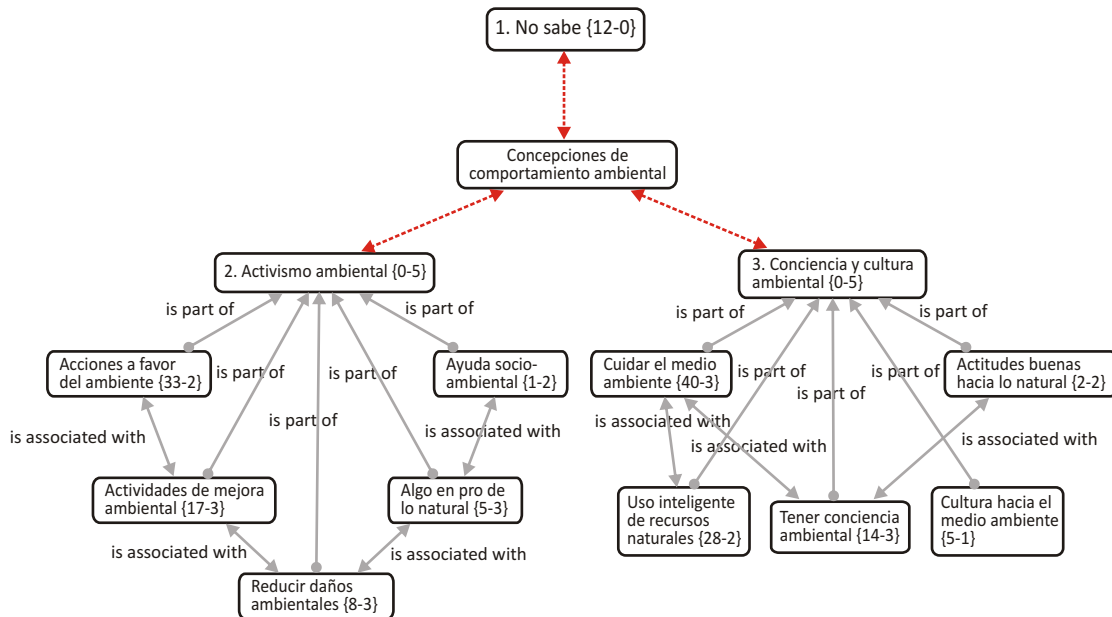 1. No sabe {12-0}
Concepciones de
comportamiento ambiental
2. Activismo ambiental {0-5}
3. Conciencia y cultura
ambiental {0-5}
is part of
is part of
is part of
is part of
Acciones a favor
del ambiente {33-2}
is part of
is part of
Ayuda socio-
ambiental {1-2}
Cuidar el medio
ambiente {40-3}
is part of
is part of
Actitudes buenas
hacia lo natural {2-2}
is part of
is part of
is associated with
is associated with
is associated with
is associated with
is associated with
Actividades de mejora
ambiental {17-3}
Algo en pro de
lo natural {5-3}
Uso inteligente
de recursos
naturales {28-2}
Tener conciencia
ambiental {14-3}
Cultura hacia el
medio ambiente
{5-1}
is associated with
is associated with
Reducir daños
ambientales {8-3}